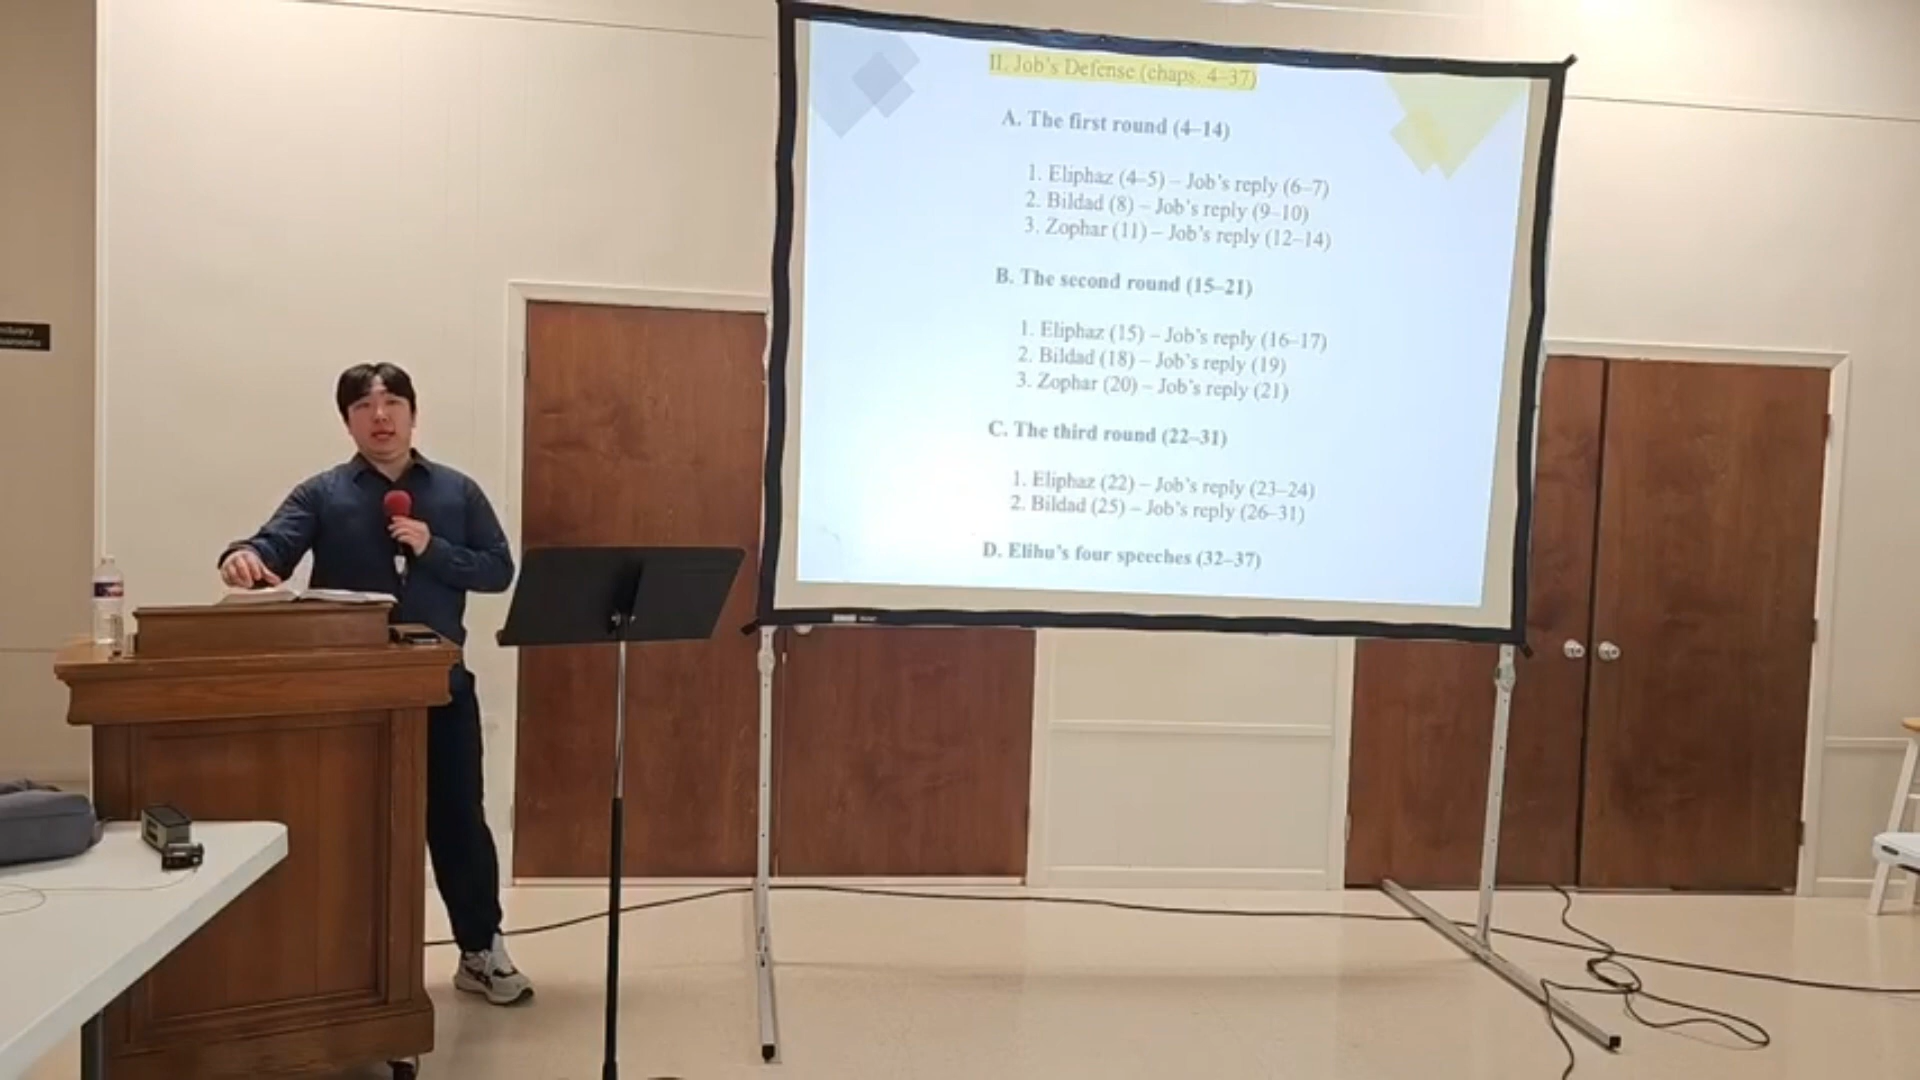 II. Job's Defense (chaps. 4–37)
A. The first round (4–14)
1. Eliphaz (4–5) – Job's reply (6–7)
2. Bildad (8) – Job's reply (9–10)
3. Zophar (11) – Job's reply (12–14)
B. The second round (15–21)
1. Eliphaz (15) – Job's reply (16–17)
2. Bildad (18) – Job's reply (19)
3. Zophar (20) – Job's reply (21)
C. The third round (22–31)
1. Eliphaz (22) – Job's reply (23–24)
2. Bildad (25) – Job's reply (26–31)
D. Elihu's four speeches (32–37)